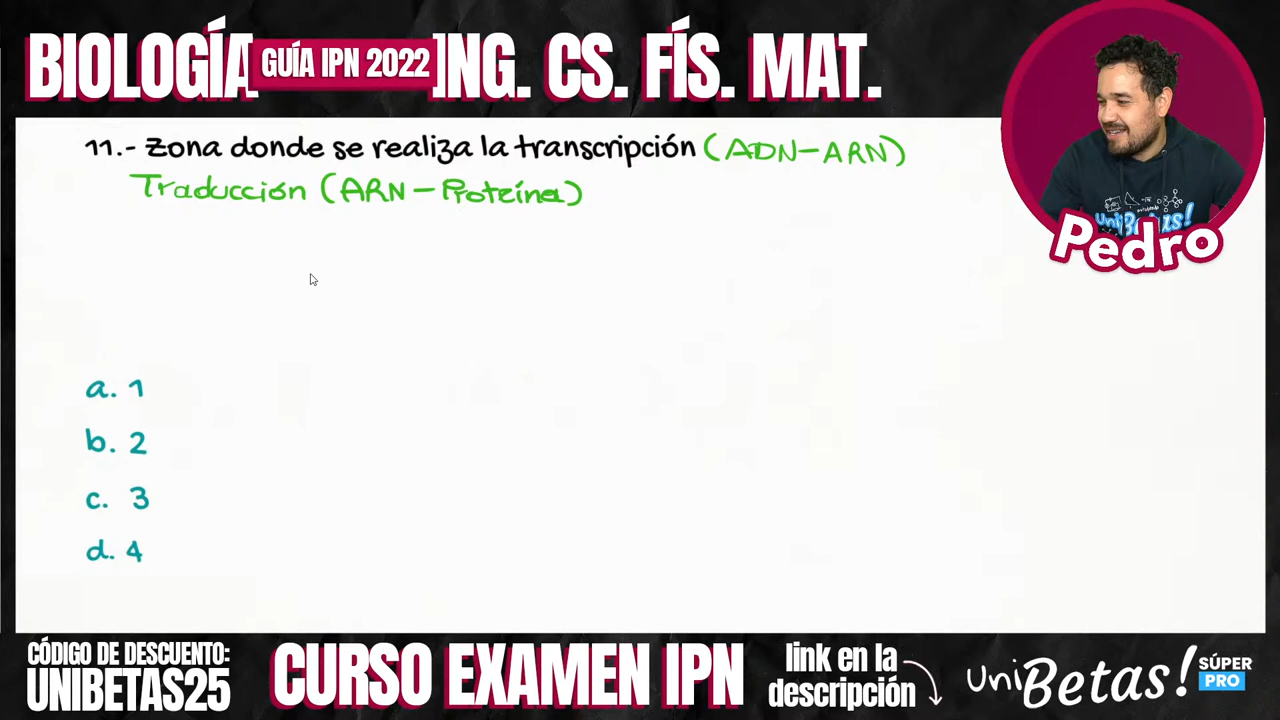 BIOLOGÍA GUÍA IPN 2022 ING. CS. FÍS. MAT.
11.- Zona donde se realiza la transcripción (ADN-ARN)
Traducción (ARN-Proteína)
UniBetas!
Pedro
a. 1
b. 2
c. 3
d. 4
CÓDIGO DE DESCUENTO:
UNIBETAS25
CURSO EXAMEN IPN
link en la
descripción
UniBetas! SÚPER
PRO